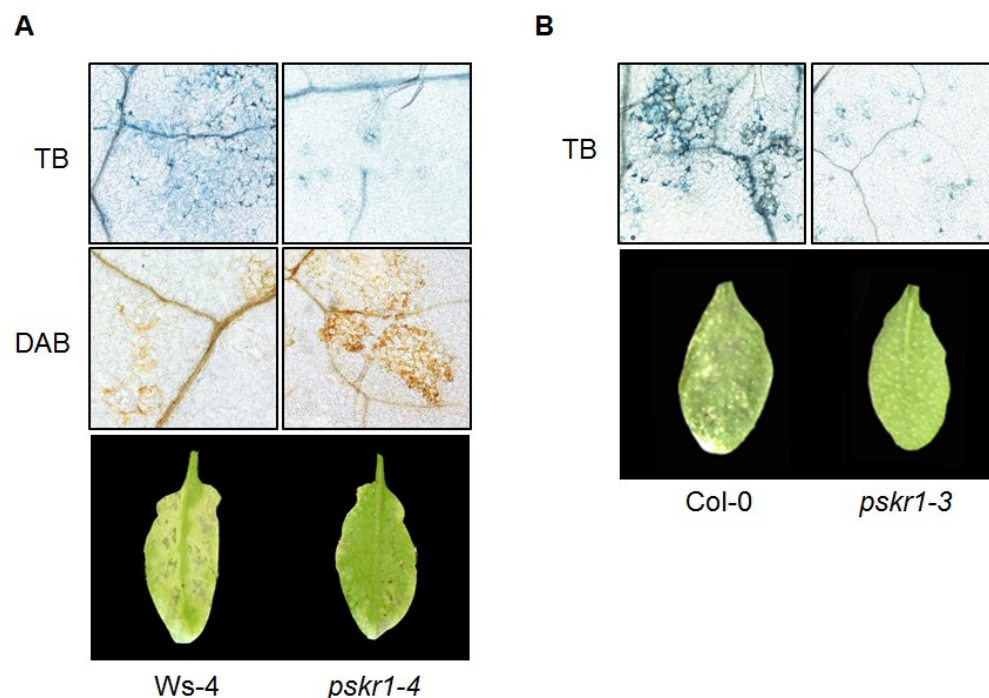 A
B
TB
TB
DAB
Col-0
pskr1-3
Ws-4
pskr1-4